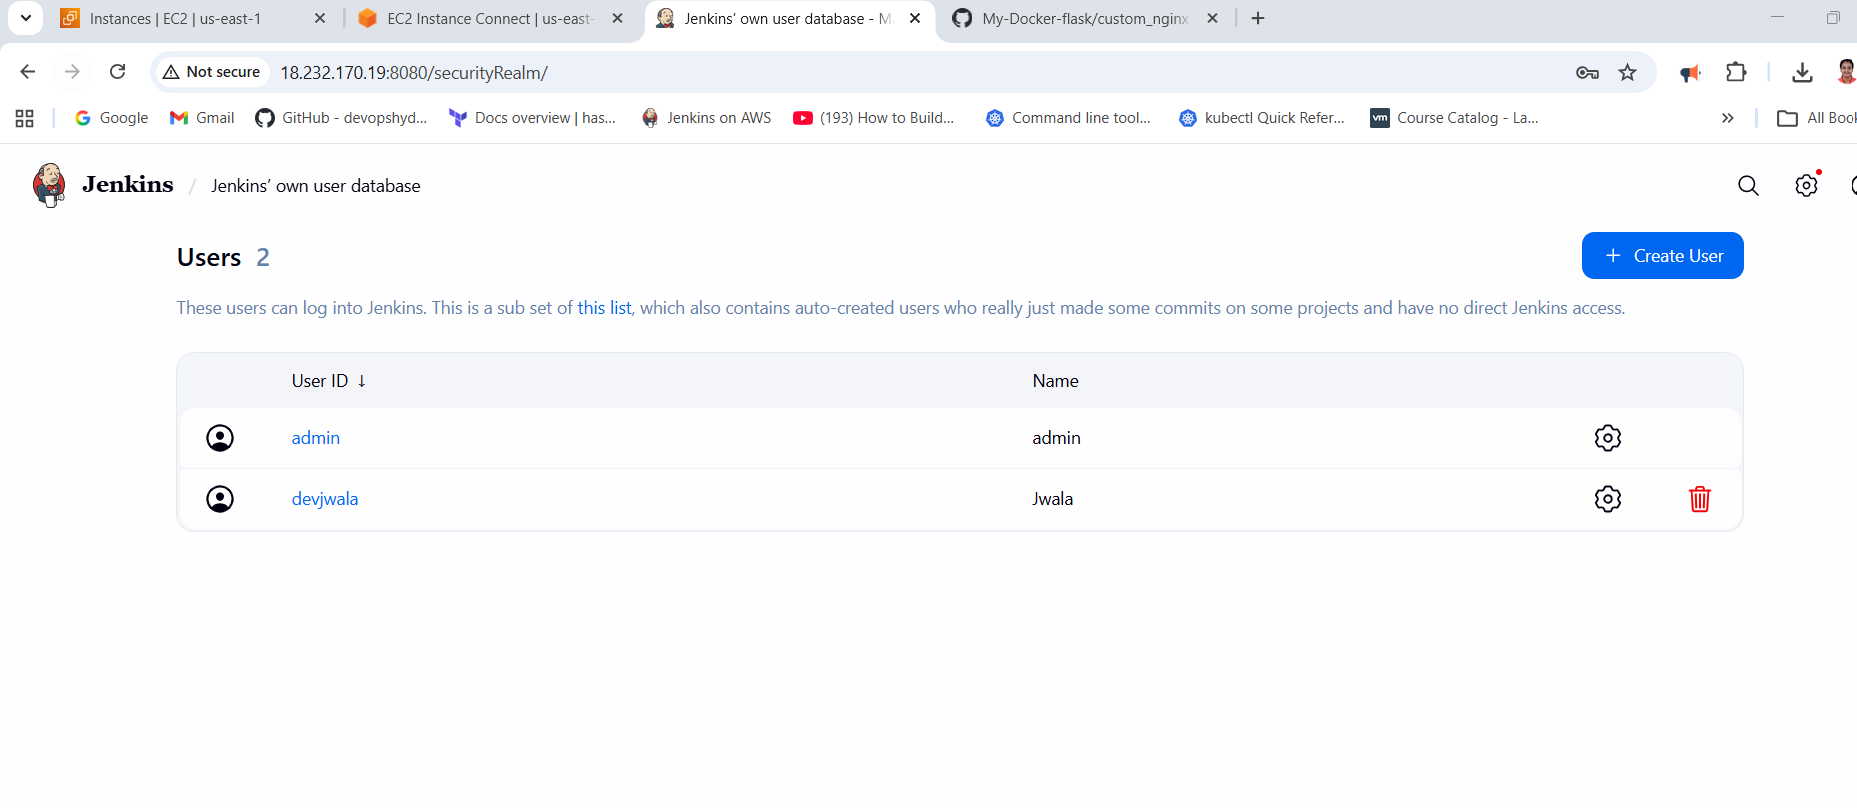 Instances | EC2 | us-east-1
EC2 Instance Connect | us-east-
Jenkins’ own user database - M
My-Docker-flask/custom_nginx
Not secure
18.232.170.19:8080/securityRealm/
Google
Gmail
GitHub - devopshyd...
Docs overview | has...
Jenkins on AWS
(193) How to Build...
Command line tool...
kubectl Quick Refer...
vm
Course Catalog - La...
All Book
Jenkins / Jenkins’ own user database
Users 2
+ Create User
These users can log into Jenkins. This is a sub set of this list, which also contains auto-created users who really just made some commits on some projects and have no direct Jenkins access.
User ID ↓ Name
admin admin
devjwala Jwala